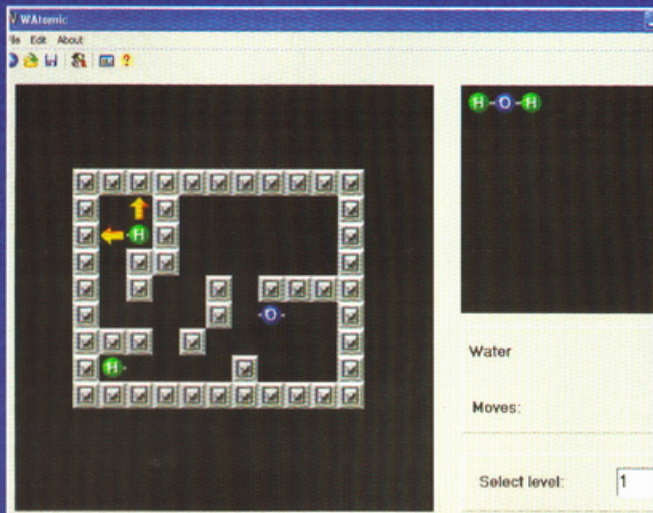 WAtomic
Edit About
H-O-H
H
O
H
Water
Moves:
Select level: 1